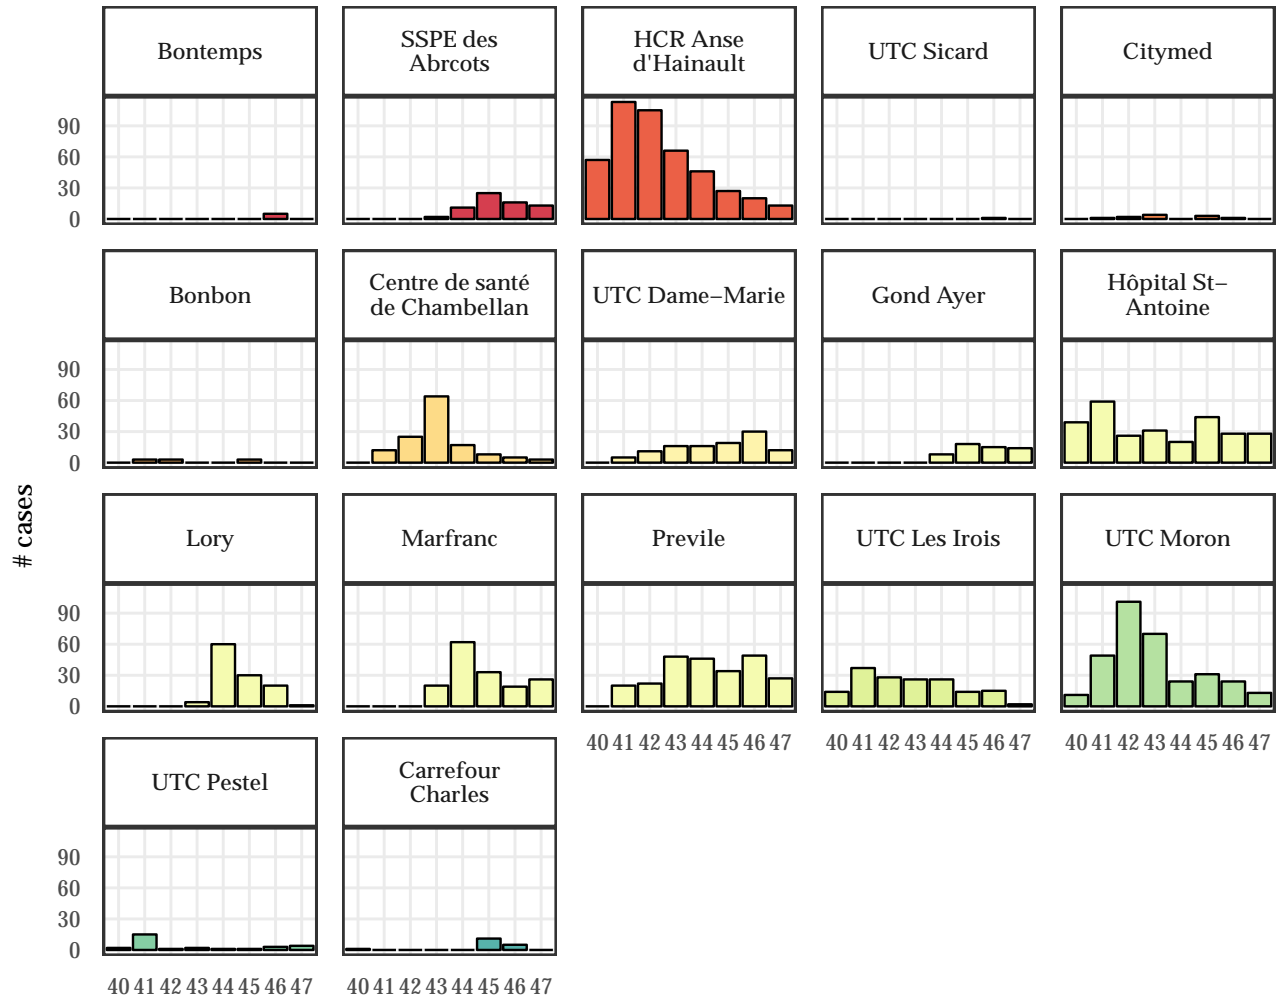 Bontemps
SSPE des
Abrcots
HCR Anse
d'Hainault
UTC Sicard
Citymed
90
60
30
0
Bonbon
Centre de santé
de Chambellan
UTC Dame−Marie
Gond Ayer
Hôpital St−
Antoine
90
60
30
0
# cases
Lory
Marfranc
Previle
UTC Les Irois
UTC Moron
90
60
30
0
40 41 42 43 44 45 46 47
40 41 42 43 44 45 46 47
40 41 42 43 44 45 46 47
UTC Pestel
Carrefour
Charles
90
60
30
0
40 41 42 43 44 45 46 47
40 41 42 43 44 45 46 47